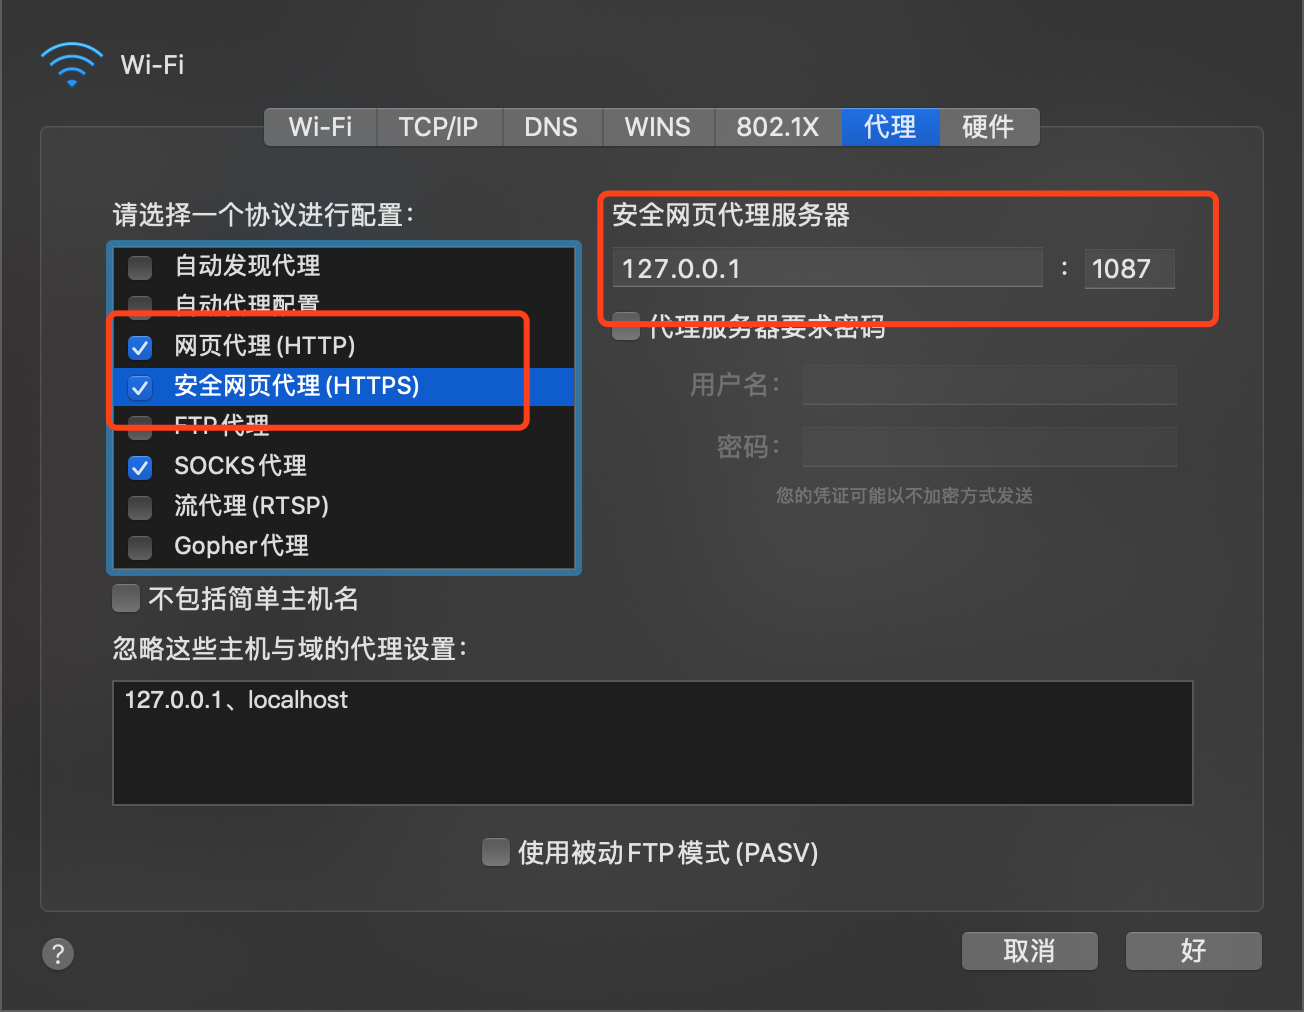 Wi-Fi
Wi-Fi TCP/IP DNS WINS 802.1X 代理 硬件
请选择一个协议进行配置：
自动发现代理
自动代理配置
网页代理(HTTP)
安全网页代理(HTTPS)
FTP代理
SOCKS代理
流代理(RTSP)
Gopher代理
安全网页代理服务器
127.0.0.1 : 1087
代理服务器要求密码
用户名：
密码：
您的凭证可能以不加密方式发送
不包括简单主机名
忽略这些主机与域的代理设置：
127.0.0.1、localhost
使用被动FTP模式(PASV)
?
取消 好